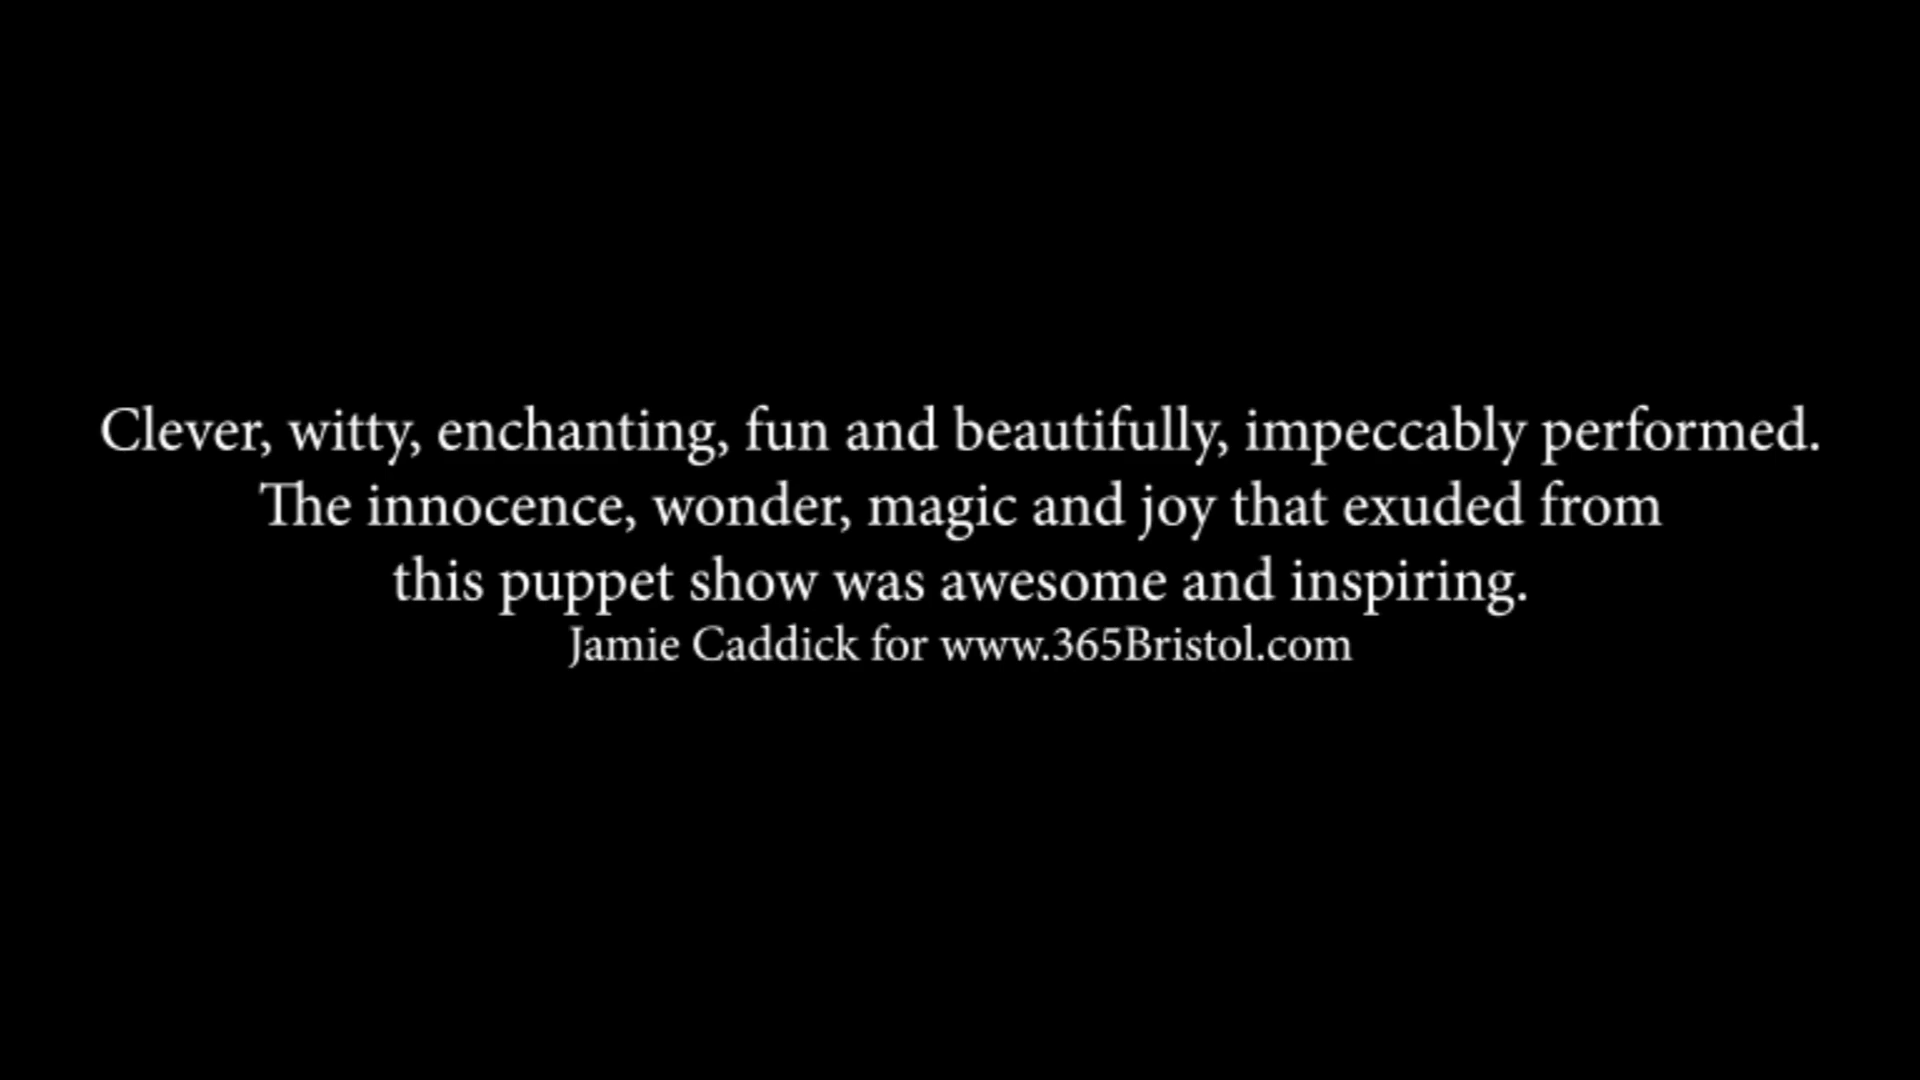 Clever, witty, enchanting, fun and beautifully, impeccably performed.
The innocence, wonder, magic and joy that exuded from
this puppet show was awesome and inspiring.
Jamie Caddick for www.365Bristol.com